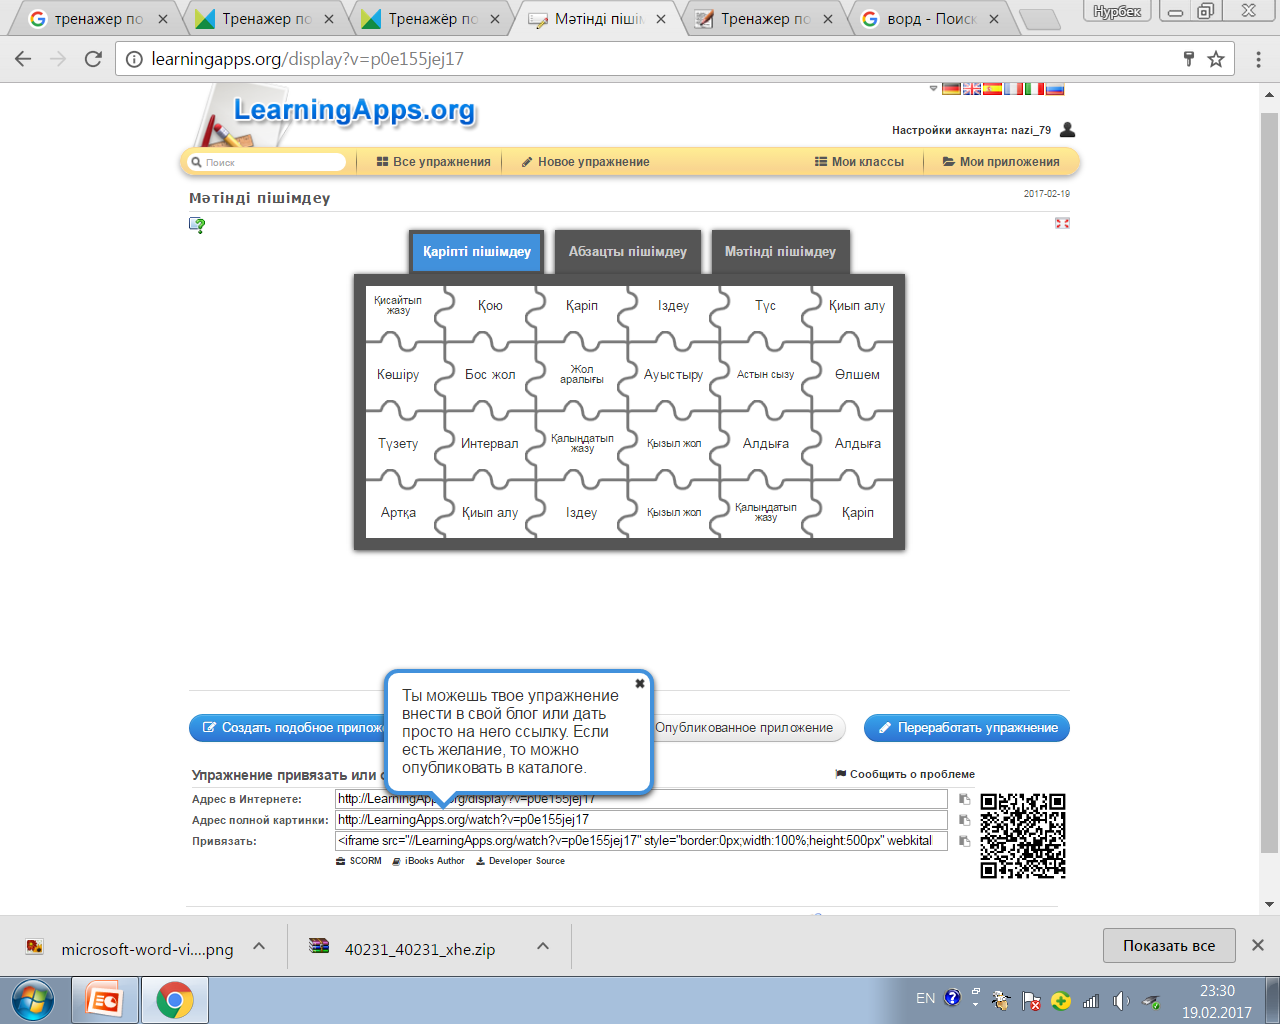 тренажер по
Тренажер по
Тренажёр по
Мәтінді пішім
Тренажер по
ворд - Поиск
Нурбек
learningapps.org/display?v=p0e155jej17
LearningApps.org
Настройки аккаунта: nazi_79
Поиск
Все упражнения
Новое упражнение
Мои классы
Мои приложения
Мәтінді пішімдеу
2017-02-19
Қаріпті пішімдеу
Абзацты пішімдеу
Мәтінді пішімдеу
Қисайтып
жазу
Қою
Қаріп
Іздеу
Түс
Қиып алу
Көшіру
Бос жол
Жол
аралығы
Ауыстыру
Астын сызу
Өлшем
Түзету
Интервал
Қалыңдатып
жазу
Қызыл жол
Алдыға
Алдыға
Артқа
Қиып алу
Іздеу
Қызыл жол
Қалыңдатып
жазу
Қаріп
Ты можешь твое упражнение
внести в свой блог или дать
просто на него ссылку. Если
есть желание, то можно
опубликовать в каталоге.
Создать подобное прилож
Опубликованное приложение
Переработать упражнение
Упражнение привязать или
Сообщить о проблеме
Адрес в Интернете:
http://LearningApps.org/display?v=p0e155jej17
Адрес полной картинки:
http://LearningApps.org/watch?v=p0e155jej17
Привязать:
<iframe src="//LearningApps.org/watch?v=p0e155jej17" style="border:0px;width:100%;height:500px" webkitall
SCORM
iBooks Author
Developer Source
microsoft-word-vi....png
40231_40231_xhe.zip
Показать все
EN
23:30
19.02.2017